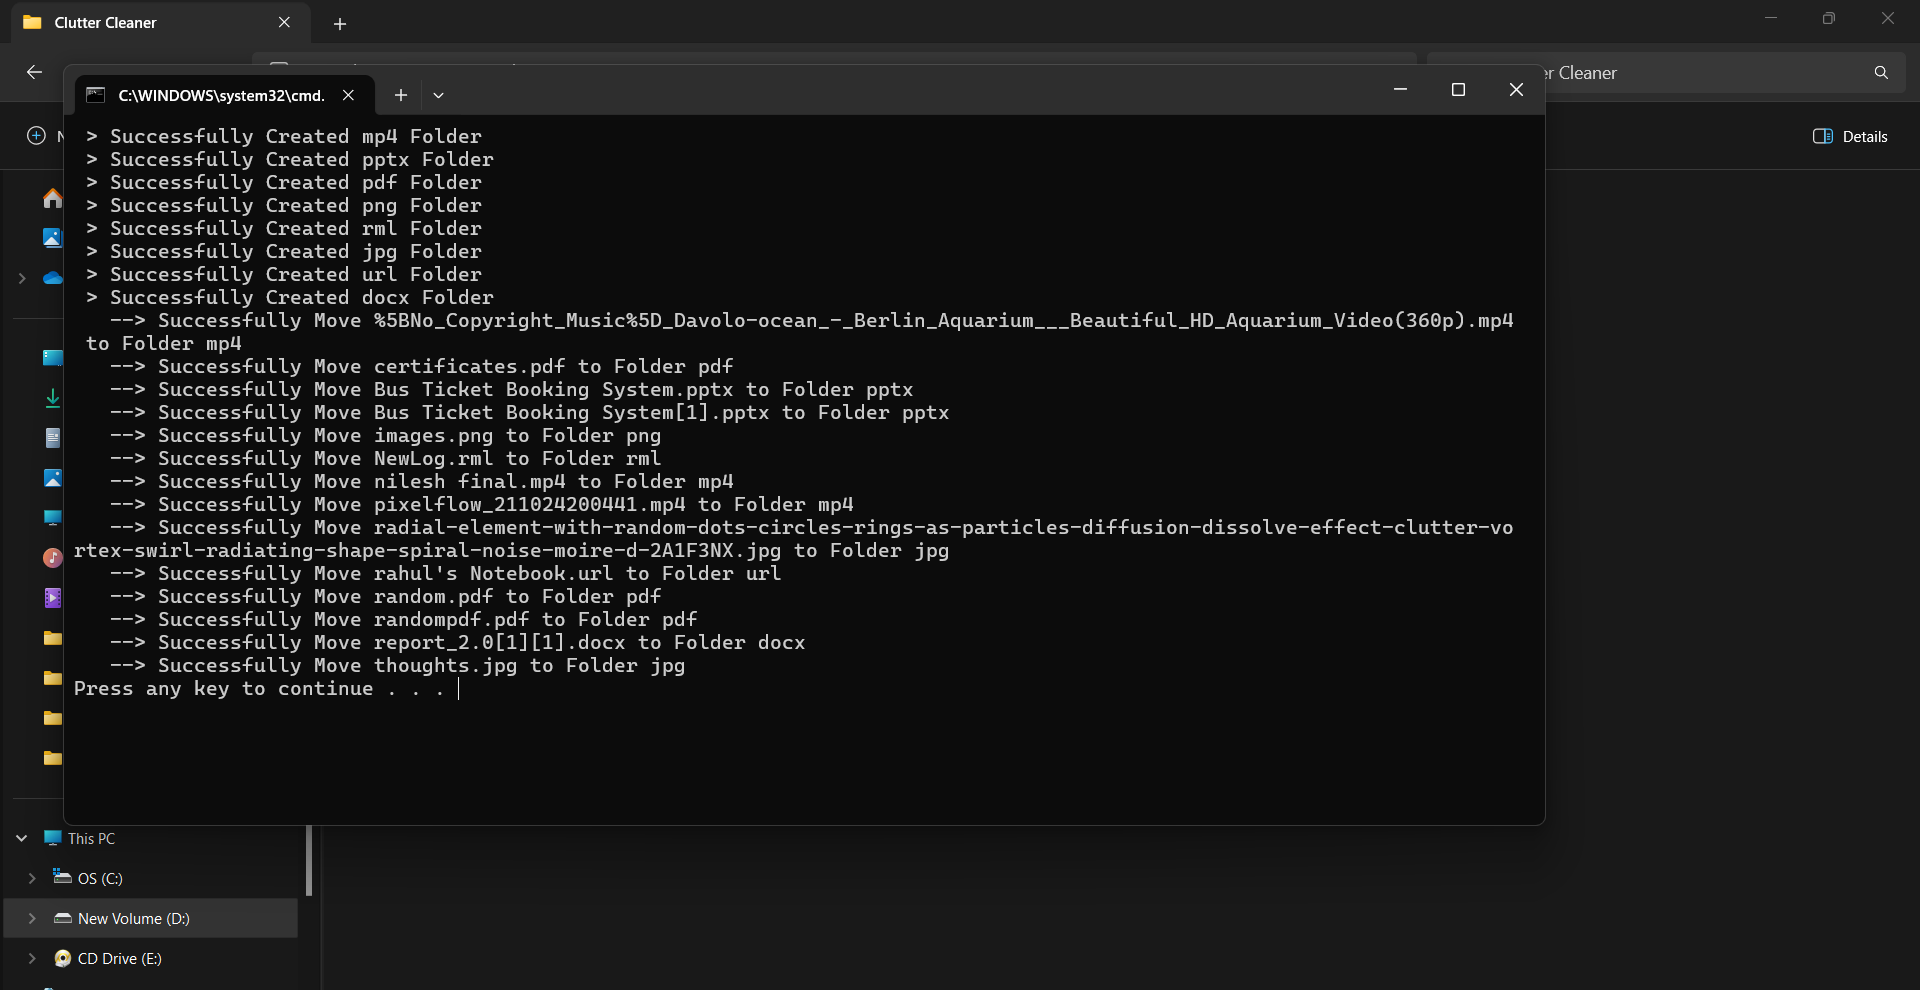 Clutter Cleaner
er Cleaner
C:\WINDOWS\system32\cmd.
Details
> Successfully Created mp4 Folder
> Successfully Created pptx Folder
> Successfully Created pdf Folder
> Successfully Created png Folder
> Successfully Created rml Folder
> Successfully Created jpg Folder
> Successfully Created url Folder
> Successfully Created docx Folder
--> Successfully Move %5BNo_Copyright_Music%5D_Davolo-ocean_-_Berlin_Aquarium___Beautiful_HD_Aquarium_Video(360p).mp4
to Folder mp4
--> Successfully Move certificates.pdf to Folder pdf
--> Successfully Move Bus Ticket Booking System.pptx to Folder pptx
--> Successfully Move Bus Ticket Booking System[1].pptx to Folder pptx
--> Successfully Move images.png to Folder png
--> Successfully Move NewLog.rml to Folder rml
--> Successfully Move nilesh final.mp4 to Folder mp4
--> Successfully Move pixelflow_211024200441.mp4 to Folder mp4
--> Successfully Move radial-element-with-random-dots-circles-rings-as-particles-diffusion-dissolve-effect-clutter-vo
rtex-swirl-radiating-shape-spiral-noise-moire-d-2A1F3NX.jpg to Folder jpg
--> Successfully Move rahul's Notebook.url to Folder url
--> Successfully Move random.pdf to Folder pdf
--> Successfully Move randompdf.pdf to Folder pdf
--> Successfully Move report_2.0[1][1].docx to Folder docx
--> Successfully Move thoughts.jpg to Folder jpg
Press any key to continue . . .
This PC
OS (C:)
New Volume (D:)
CD Drive (E:)